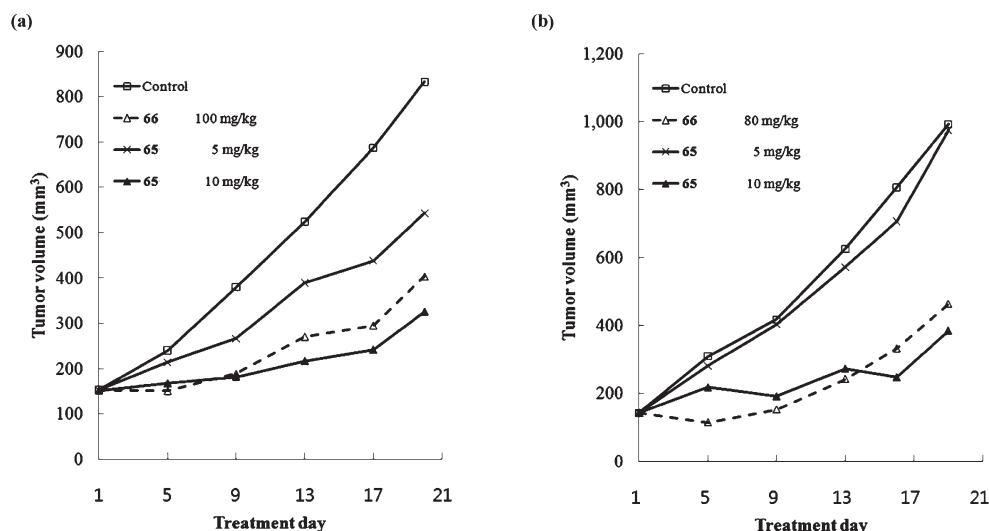 (a)
900
800
700
600
500
400
300
200
100
0
Tumor volume (mm³)
Control
66 100 mg/kg
65 5 mg/kg
65 10 mg/kg
1 5 9 13 17 21
Treatment day
(b)
1,200
1,000
800
600
400
200
0
Tumor volume (mm³)
Control
66 80 mg/kg
65 5 mg/kg
65 10 mg/kg
1 5 9 13 17 21
Treatment day